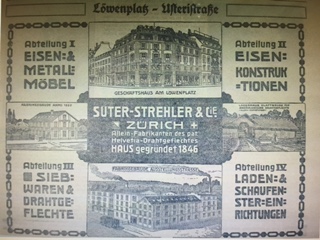 Löwenplatz - Usteristraße
Abteilung I
EISEN- &
METALL-
MÖBEL
GESCHÄFTSHAUS AM LÖWENPLATZ
Abteilung II
EISEN-
KONSTRUK
-TIONEN
SUTER-STREHLER & CIE.
ZÜRICH
Allein-Fabrikanten des pat.
Helvetia-Drahtgeflechtes
HAUS gegründet 1846
Abteilung III
SIEB-
WAREN &
DRAHTGE-
FLECHTE
Abteilung IV
LADEN- &
SCHAUFEN-
STER-EIN-
RICHTUNGEN